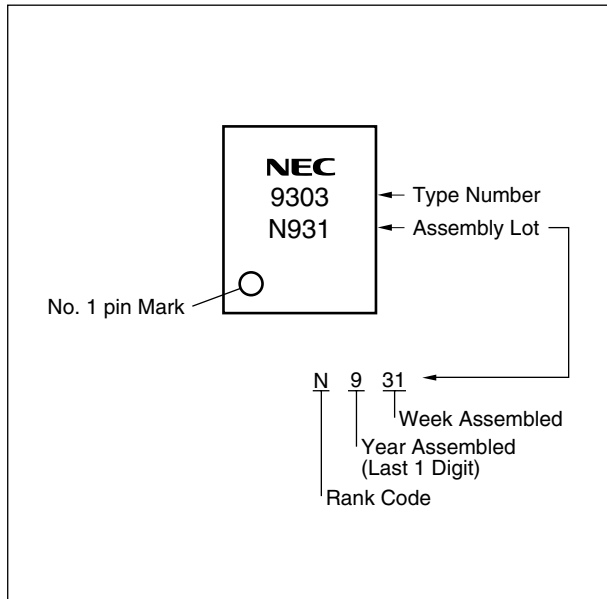 NEC
9303
N931
Type Number
Assembly Lot
No. 1 pin Mark
N 9 31
Week Assembled
Year Assembled
(Last 1 Digit)
Rank Code